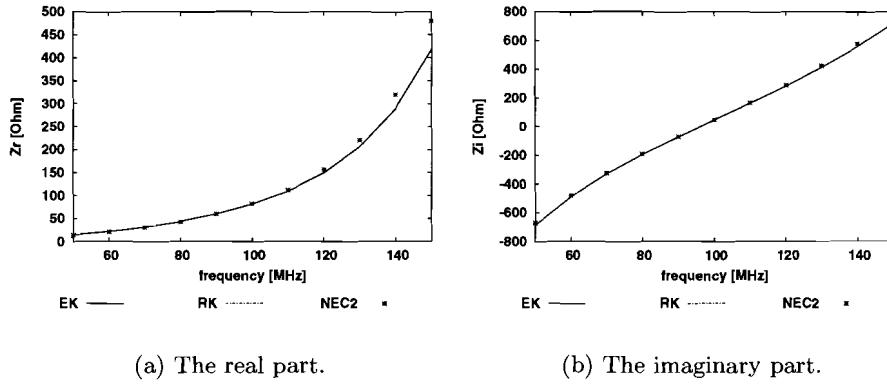 500
450
400
350
300
250
200
150
100
50
0
Zr [Ohm]
60 80 100 120 140
frequency [MHz]
EK RK NEC2
(a) The real part.
800
600
400
200
0
-200
-400
-600
-800
Zi [Ohm]
60 80 100 120 140
frequency [MHz]
EK RK NEC2
(b) The imaginary part.